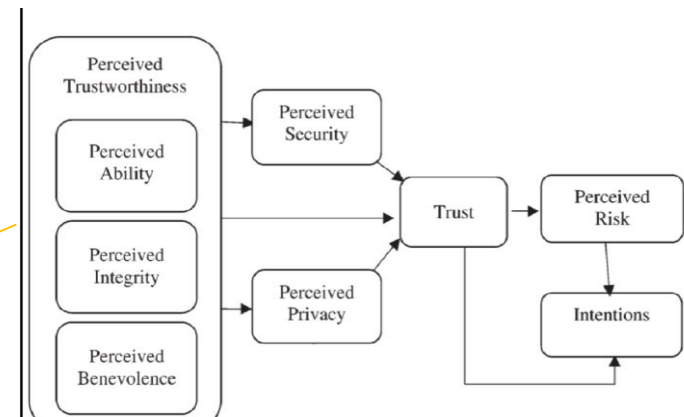 Perceived
Trustworthiness
Perceived
Ability
Perceived
Integrity
Perceived
Benevolence
Perceived
Security
Perceived
Privacy
Trust
Perceived
Risk
Intentions